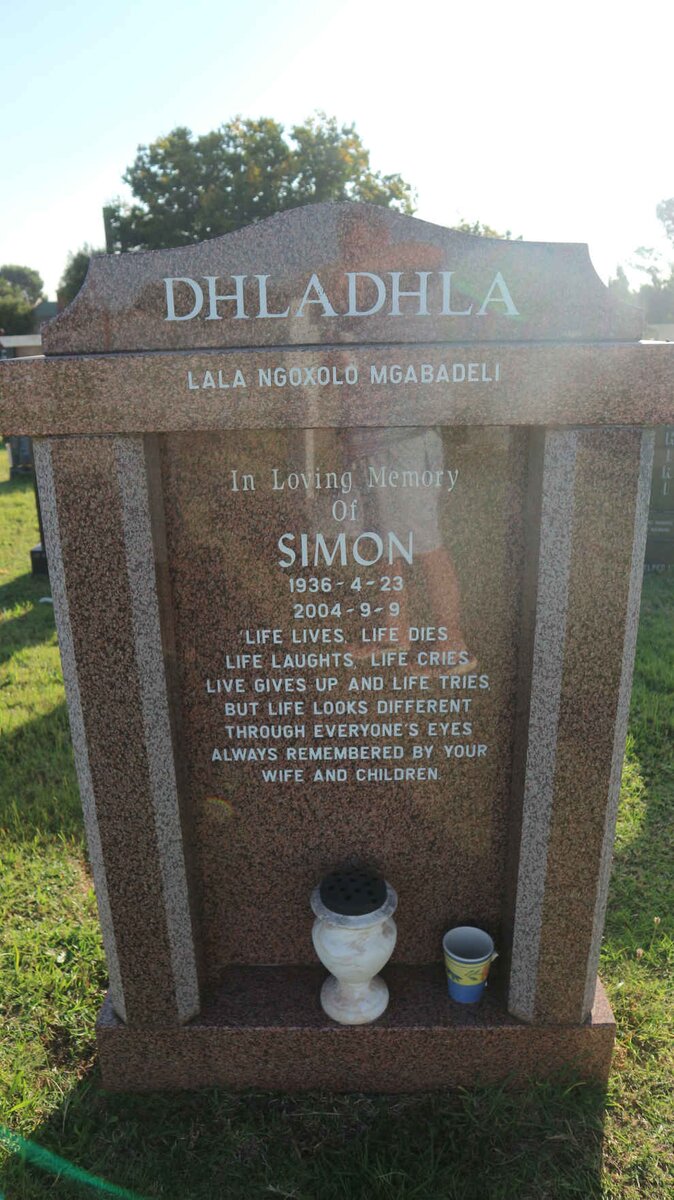 DHLADHLA
LALA NGOXOLO MGABADELI
In Loving Memory
Of
SIMON
1936-4-23
2004-9-9
'LIFE LIVES, LIFE DIES
LIFE LAUGHTS, LIFE CRIES
LIVE GIVES UP AND LIFE TRIES,
BUT LIFE LOOKS DIFFERENT
THROUGH EVERYONE'S EYES
ALWAYS REMEMBERED BY YOUR
WIFE AND CHILDREN.